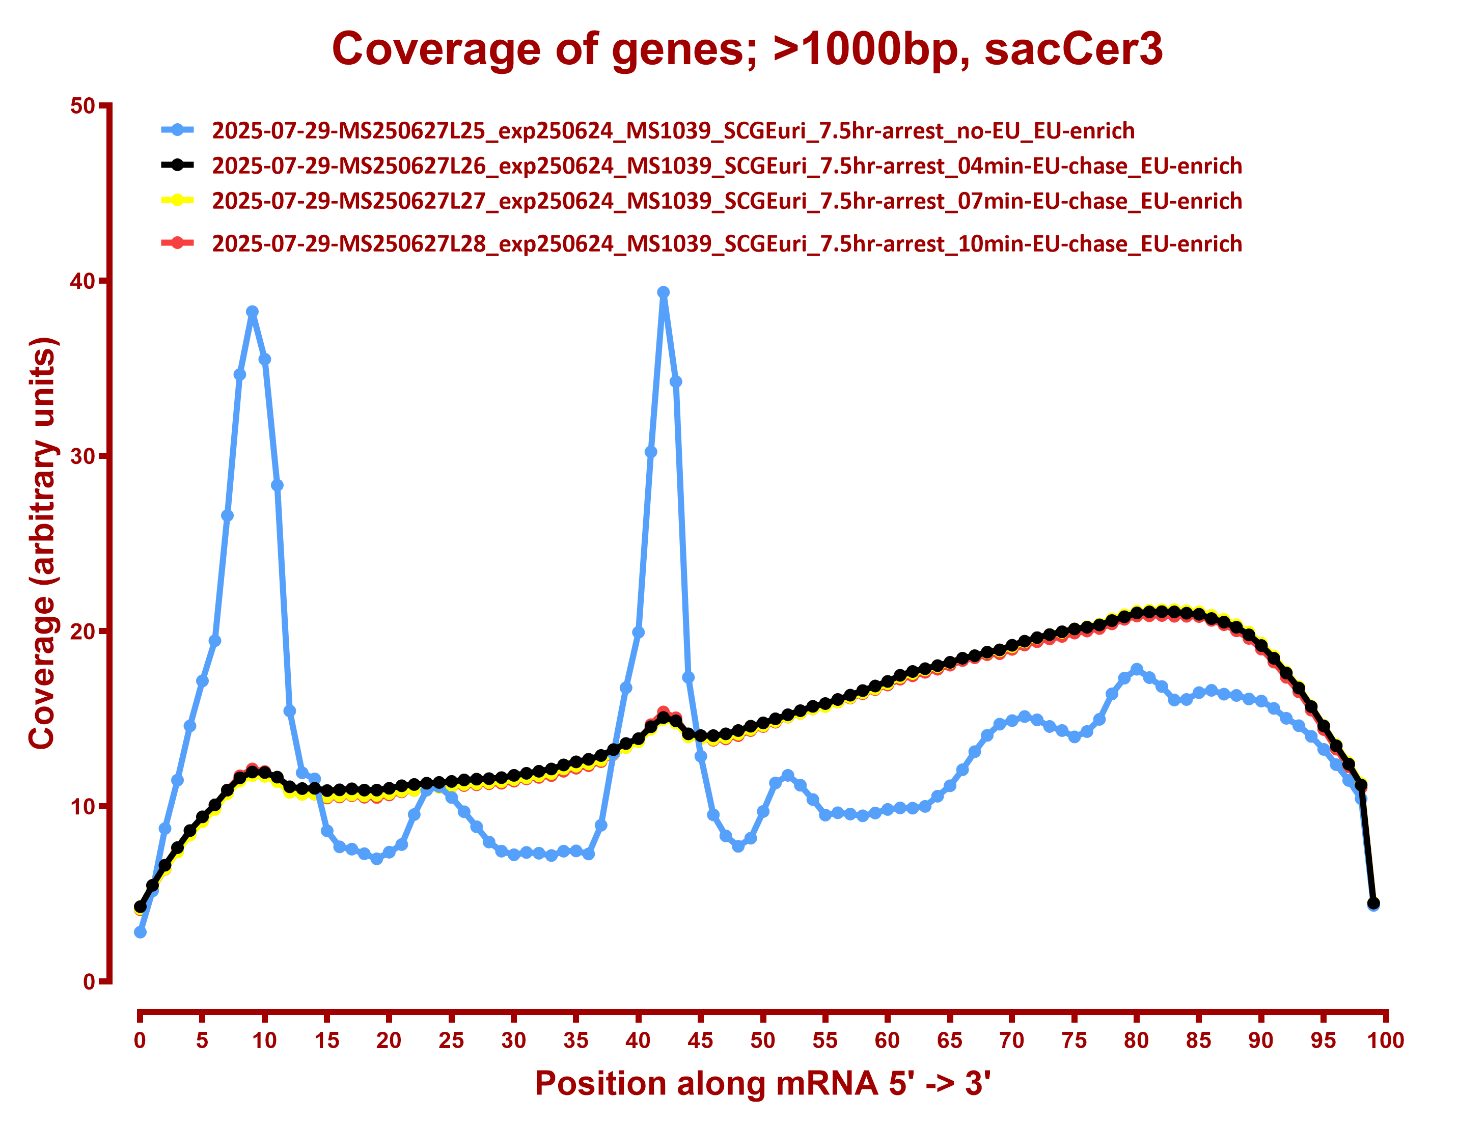 Coverage of genes; >1000bp, sacCer3
50
2025-07-29-MS250627L25_exp250624_MS1039_SCGEuri_7.5hr-arrest_no-EU_EU-enrich
2025-07-29-MS250627L26_exp250624_MS1039_SCGEuri_7.5hr-arrest_04min-EU-chase_EU-enrich
2025-07-29-MS250627L27_exp250624_MS1039_SCGEuri_7.5hr-arrest_07min-EU-chase_EU-enrich
2025-07-29-MS250627L28_exp250624_MS1039_SCGEuri_7.5hr-arrest_10min-EU-chase_EU-enrich
40
30
20
10
0
Coverage (arbitrary units)
0 5 10 15 20 25 30 35 40 45 50 55 60 65 70 75 80 85 90 95 100
Position along mRNA 5' -> 3'